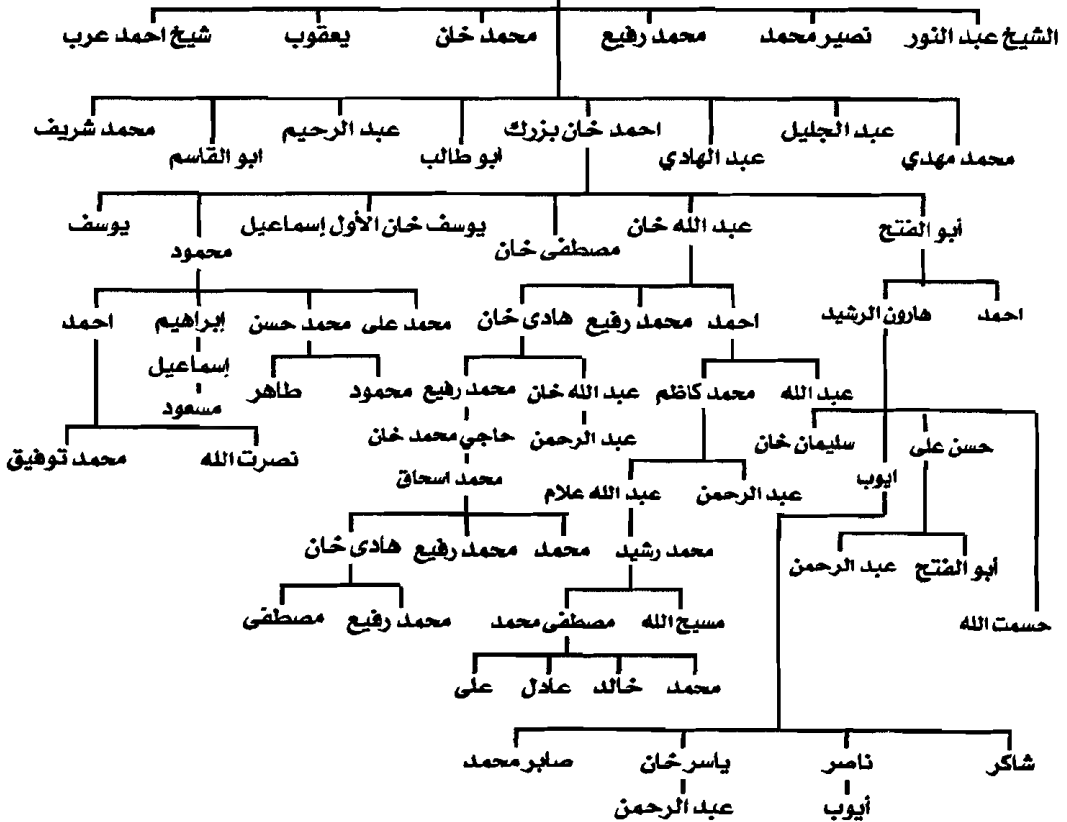 الشيخ عبد النور نصير محمد محمد رفيع محمد خان يعقوب شيخ احمد عرب
عبد الجليل احمد خان بزرك عبد الرحيم محمد شريف
محمد مهدي عبد الهادي ابو طالب ابو القاسم
أبو الفتح عبد الله خان يوسف خان الأول إسماعيل يوسف
مصطفى خان محمود
احمد هارون الرشيد احمد محمد رفيع هادى خان محمد على محمد حسن إبراهيم احمد
إسماعيل
عبد الله محمد كاظم عبد الله خان محمد رفيع محمود طاهر
مسعود
حسن على سليمان خان عبد الرحمن حاجي محمد خان
نصرت الله محمد توفيق
ايوب محمد اسحاق
عبد الرحمن عبد الله علام
محمد رشيد محمد محمد رفيع هادى خان
أبو الفتح عبد الرحمن
حسمت الله مسيح الله مصطفى محمد محمد رفيع مصطفى
محمد خالد عادل على
شاكر ناصر ياسر خان صابر محمد
أيوب عبد الرحمن